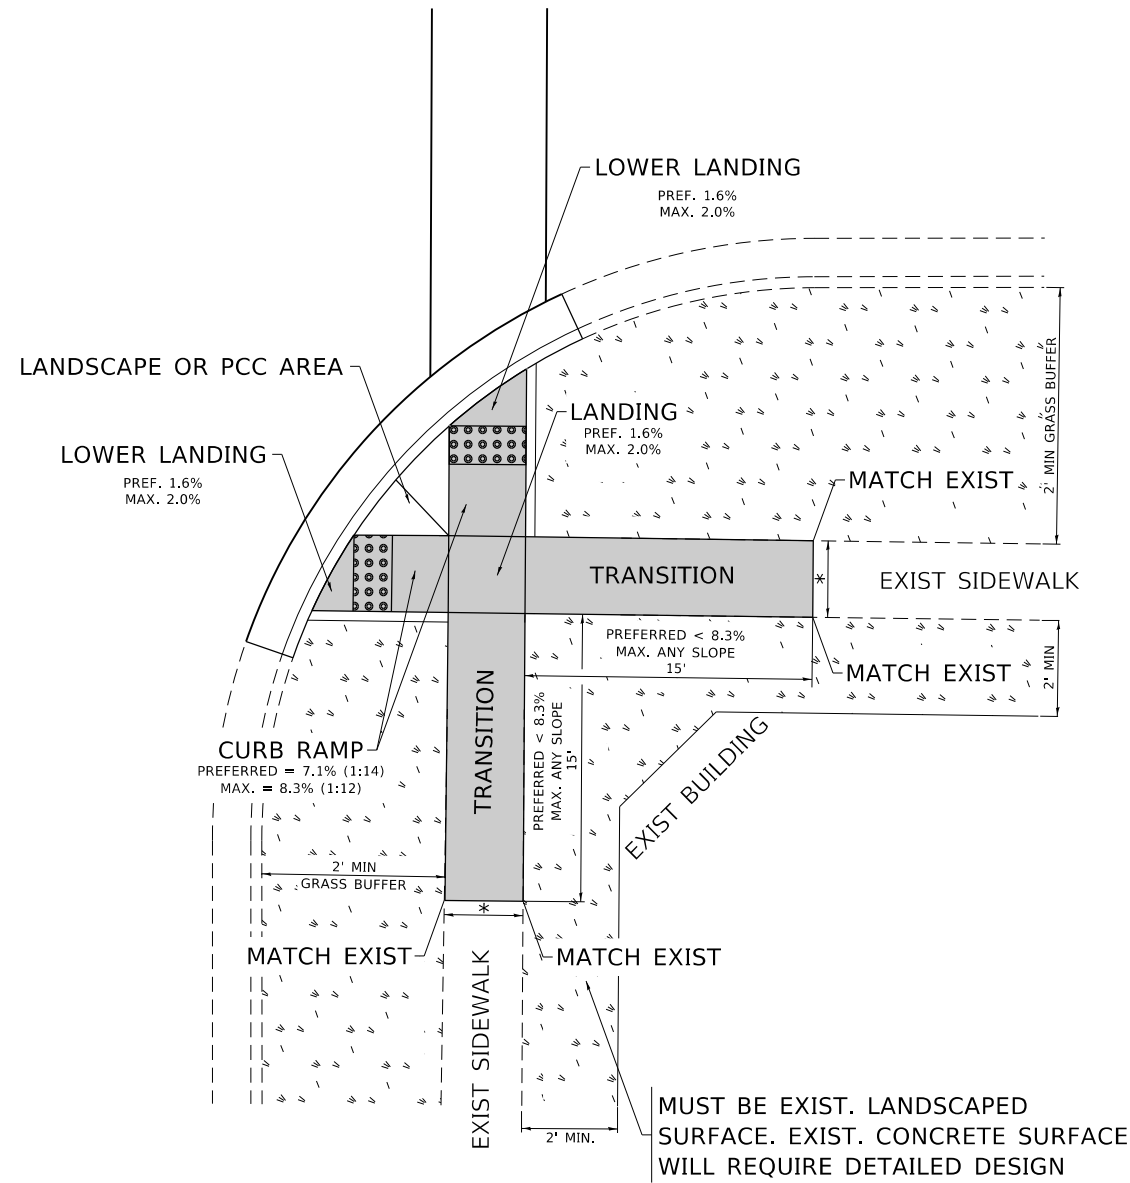 LOWER LANDING
PREF. 1.6%
MAX. 2.0%
LANDSCAPE OR PCC AREA
LANDING
PREF. 1.6%
MAX. 2.0%
LOWER LANDING
PREF. 1.6%
MAX. 2.0%
MATCH EXIST
2' MIN GRASS BUFFER
TRANSITION
*
EXIST SIDEWALK
PREFERRED < 8.3%
MAX. ANY SLOPE
15'
MATCH EXIST
2' MIN
TRANSITION
PREFERRED < 8.3%
MAX. ANY SLOPE
15'
CURB RAMP
PREFERRED = 7.1% (1:14)
MAX. = 8.3% (1:12)
EXIST BUILDING
2' MIN
GRASS BUFFER
*
MATCH EXIST
MATCH EXIST
EXIST SIDEWALK
2' MIN.
MUST BE EXIST. LANDSCAPED
SURFACE. EXIST. CONCRETE SURFACE
WILL REQUIRE DETAILED DESIGN